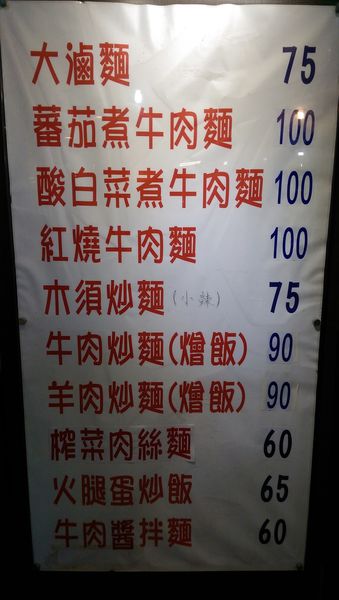 大滷麵 75
蕃茄煮牛肉麵 100
酸白菜煮牛肉麵 100
紅燒牛肉麵 100
木須炒麵(小辣) 75
牛肉炒麵(燴飯) 90
羊肉炒麵(燴飯) 90
榨菜肉絲麵 60
火腿蛋炒飯 65
牛肉醬拌麵 60